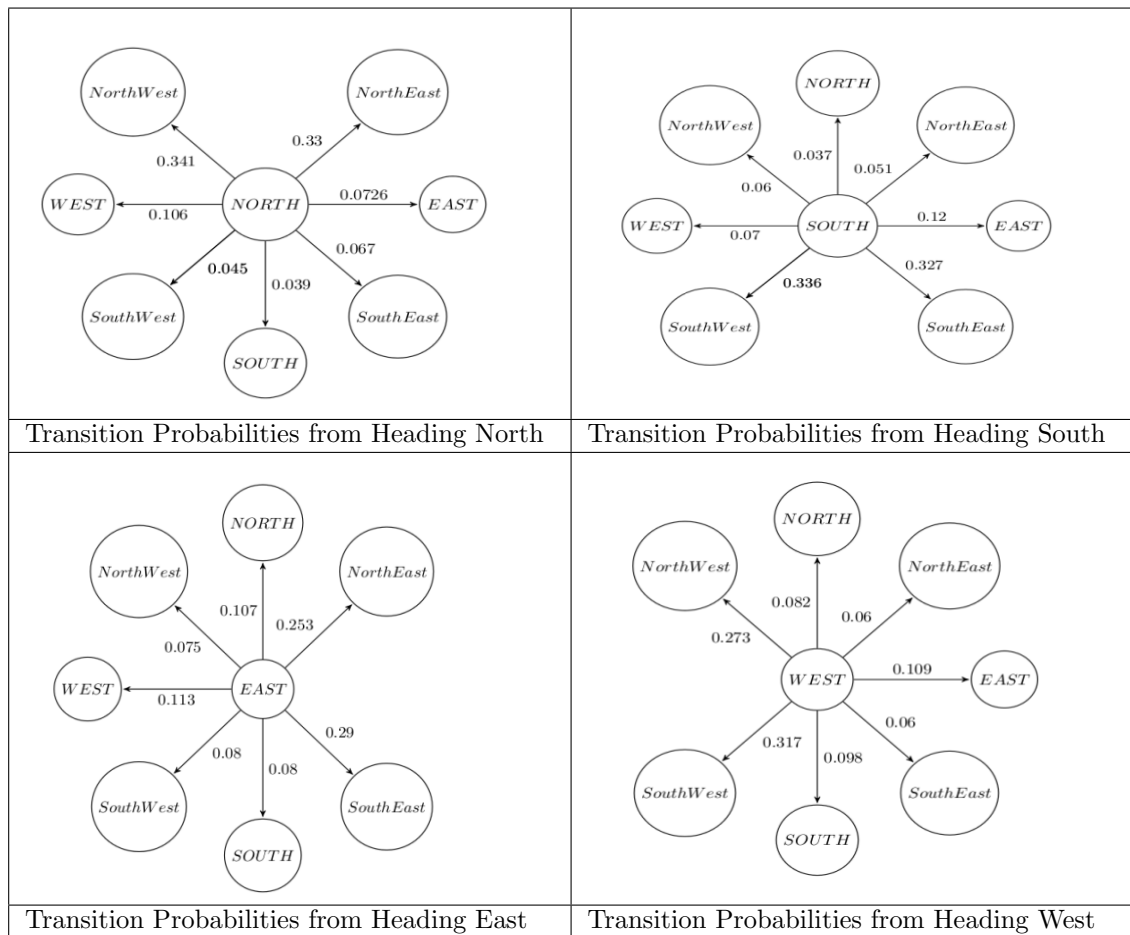 NorthWest
NorthEast
0.341
0.33
WEST
0.106
NORTH
0.0726
EAST
0.045
0.067
0.039
SouthWest
SouthEast
SOUTH
Transition Probabilities from Heading North
NORTH
NorthWest
NorthEast
0.037
0.06
0.051
WEST
0.07
SOUTH
0.12
EAST
0.336
0.327
SouthWest
SouthEast
Transition Probabilities from Heading South
NORTH
NorthWest
NorthEast
0.107
0.253
0.075
WEST
0.113
EAST
0.08
0.08
0.29
SouthWest
SouthEast
SOUTH
Transition Probabilities from Heading East
NORTH
NorthWest
NorthEast
0.082
0.06
0.273
WEST
0.109
EAST
0.317
0.098
0.06
SouthWest
SouthEast
SOUTH
Transition Probabilities from Heading West